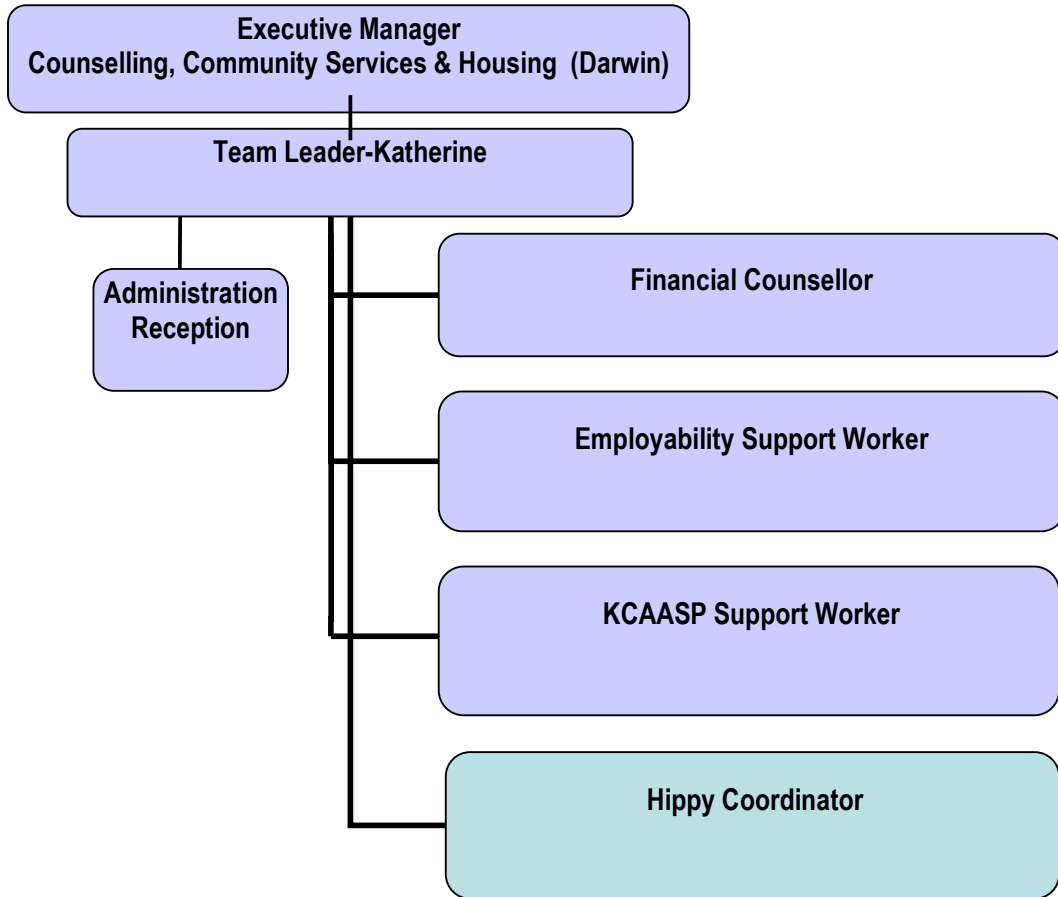 Executive Manager
Counselling, Community Services & Housing (Darwin)
Team Leader-Katherine
Administration
Reception
Financial Counsellor
Employability Support Worker
KCAASP Support Worker
Hippy Coordinator